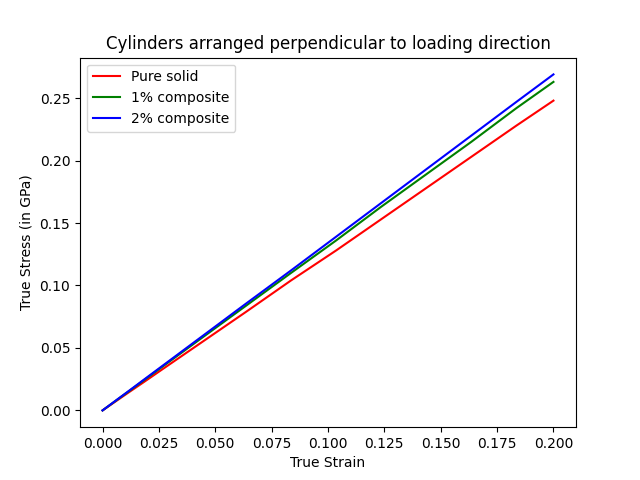 Cylinders arranged perpendicular to loading direction
Pure solid
1% composite
2% composite
0.25
0.20
0.15
0.10
0.05
0.00
True Stress (in GPa)
0.000 0.025 0.050 0.075 0.100 0.125 0.150 0.175 0.200
True Strain